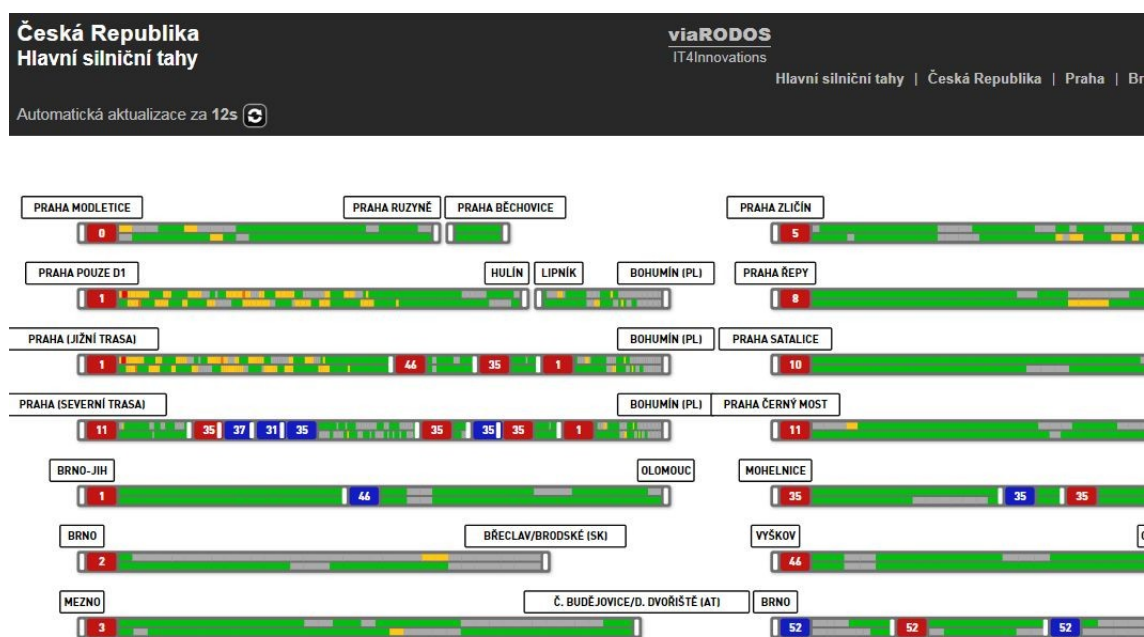 Česká Republika
Hlavní silniční tahy
viaRODOS
IT4Innovations
Hlavní silniční tahy | Česká Republika | Praha | Br
Automatická aktualizace za 12s
PRAHA MODLETICE PRAHA RUZYNĚ PRAHA BĚCHOVICE PRAHA ZLIČÍN
0 5
PRAHA POUZE D1 HULÍN LIPNÍK BOHUMÍN (PL) PRAHA ŘEPY
1 8
PRAHA (JIŽNÍ TRASA) BOHUMÍN (PL) PRAHA SATALICE
1 46 35 1 10
PRAHA (SEVERNÍ TRASA) BOHUMÍN (PL) PRAHA ČERNÝ MOST
11 35 37 31 35 35 35 35 1 11
BRNO-JIH OLOMOUC MOHELNICE
1 46 35 35 35
BRNO BŘECLAV/BRODSKÉ (SK) VYŠKOV
2 46
MEZNO Č. BUDĚJOVICE/D. DVOŘIŠTĚ (AT) BRNO
3 52 52 52